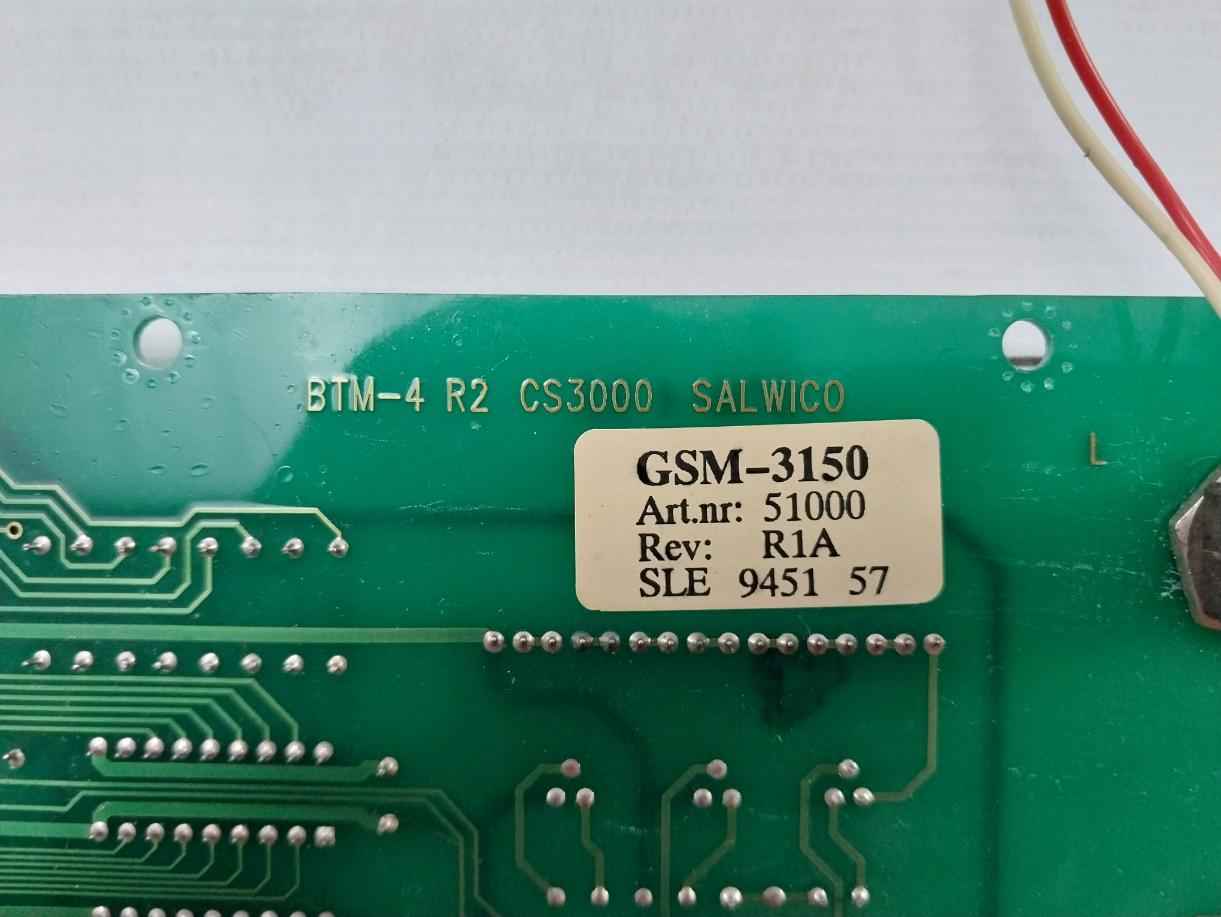 BTM-4 R2 CS3000 SALWICO
GSM-3150
Art.nr: 51000
L
Rev: R1A
SLE 9451 57